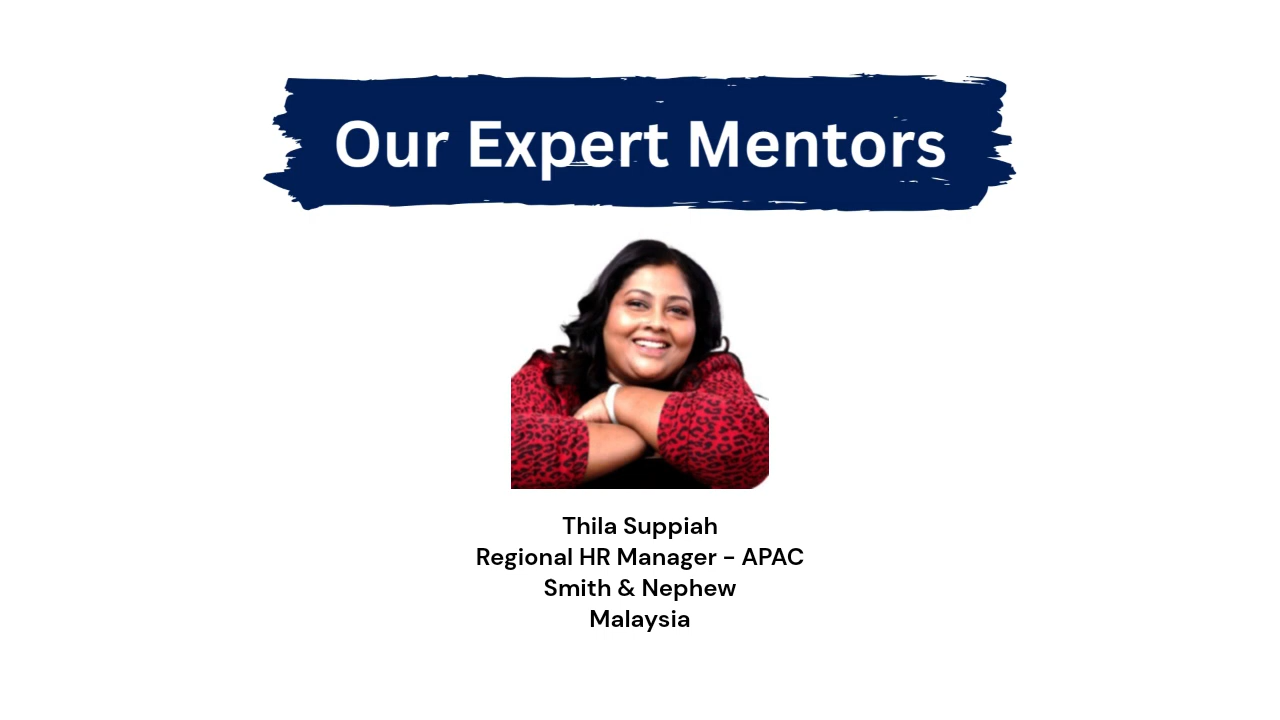 Our Expert Mentors
Thila Suppiah
Regional HR Manager - APAC
Smith & Nephew
Malaysia